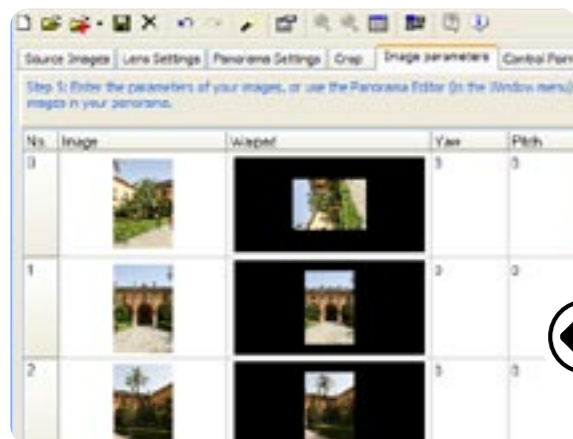 Source Images Lens Settings Panorama Settings Crop Image parameters Control Poin
Step 5: Enter the parameters of your images, or use the Panorama Editor (in the Window menu)
images in your panorama.
No. Image Warped Yaw Pitch
0 0 0
1 0 0
2 0 0